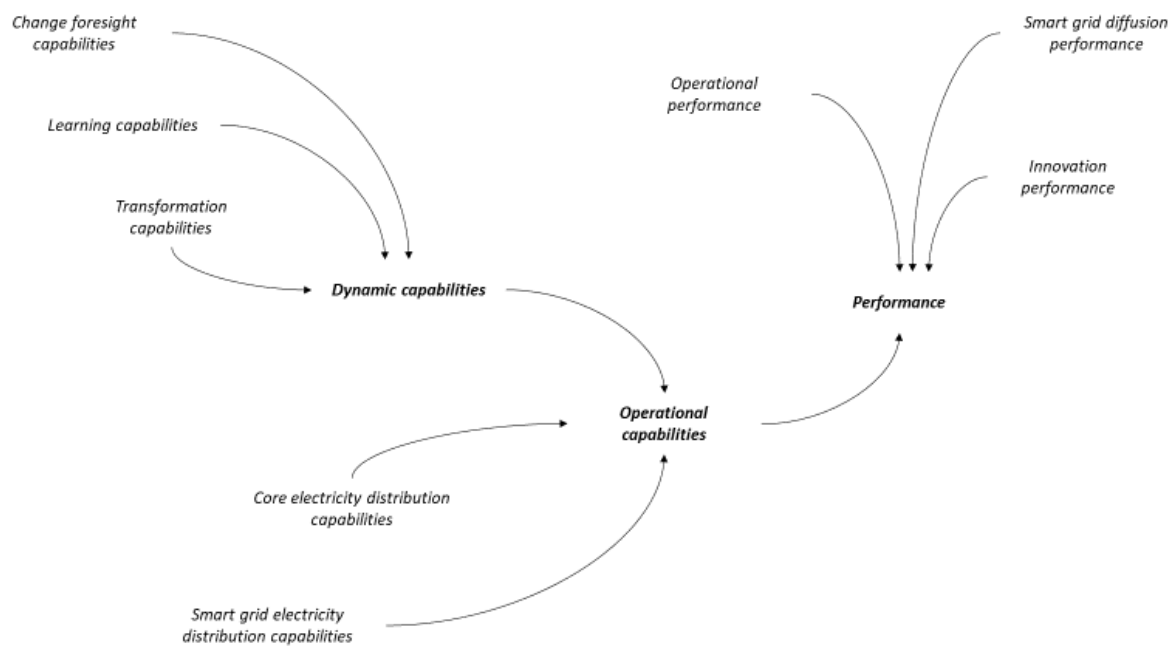 Change foresight
capabilities
Smart grid diffusion
performance
Operational
performance
Learning capabilities
Innovation
performance
Transformation
capabilities
Dynamic capabilities
Performance
Operational
capabilities
Core electricity distribution
capabilities
Smart grid electricity
distribution capabilities